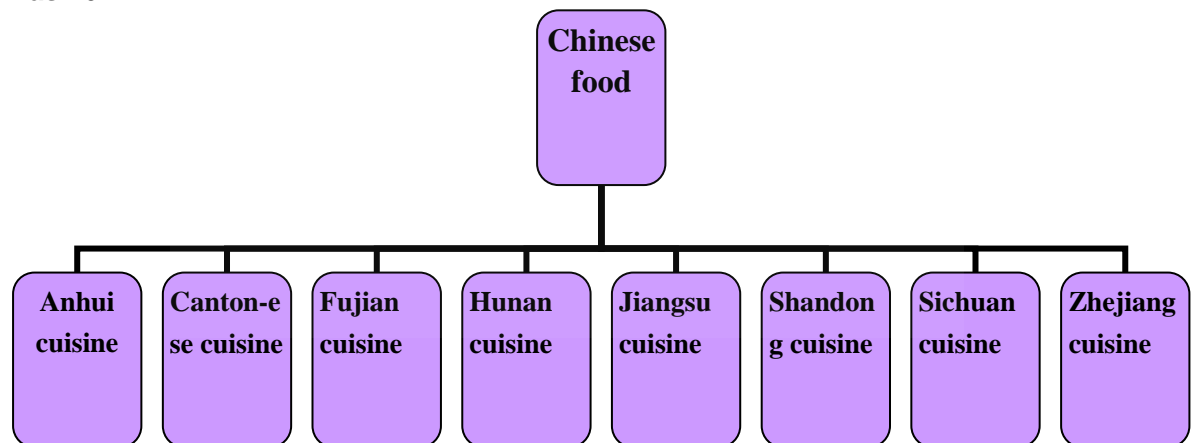 Chinese
food
Anhui
cuisine
Canton-e
se cuisine
Fujian
cuisine
Hunan
cuisine
Jiangsu
cuisine
Shandon
g cuisine
Sichuan
cuisine
Zhejiang
cuisine